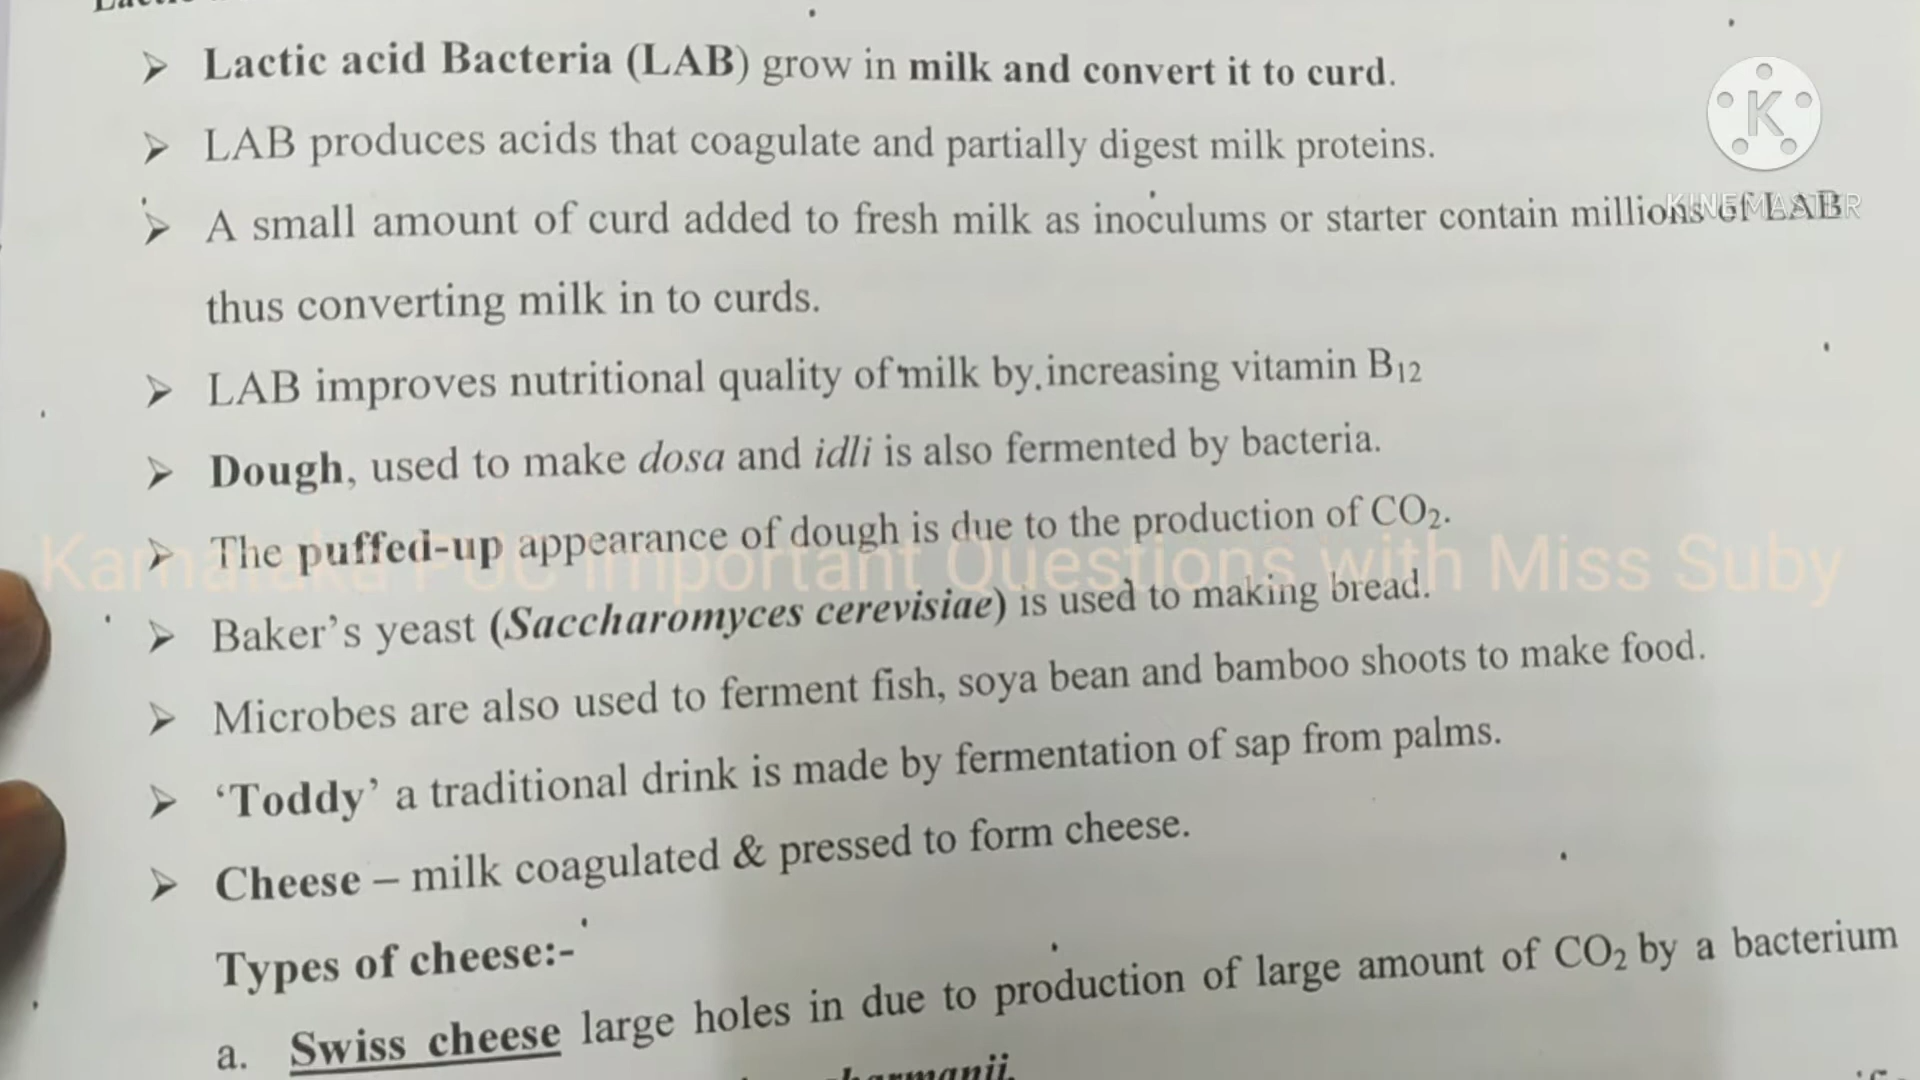 ➢ Lactic acid Bacteria (LAB) grow in milk and convert it to curd.
➢ LAB produces acids that coagulate and partially digest milk proteins.
➢ A small amount of curd added to fresh milk as inoculums or starter contain millions of LAB
thus converting milk in to curds.
➢ LAB improves nutritional quality of milk by increasing vitamin B₁₂
➢ Dough, used to make dosa and idli is also fermented by bacteria.
➢ The puffed-up appearance of dough is due to the production of CO₂.
➢ Baker's yeast (Saccharomyces cerevisiae) is used to making bread.
➢ Microbes are also used to ferment fish, soya bean and bamboo shoots to make food.
➢ 'Toddy' a traditional drink is made by fermentation of sap from palms.
➢ Cheese – milk coagulated & pressed to form cheese.
Types of cheese:-
a. Swiss cheese large holes in due to production of large amount of CO₂ by a bacterium
K
KINEMASTER
Karnataka PUC Important Questions with Miss Suby